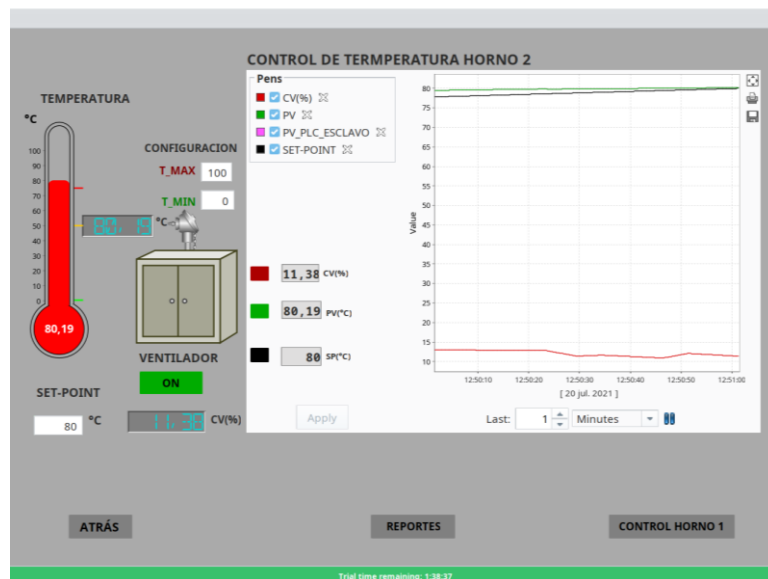 CONTROL DE TERMPERATURA HORNO 2
TEMPERATURA
°C
100
90
80
70
60
50
40
30
20
10
0
80,19
CONFIGURACION
T_MAX 100
T_MIN 0
80,19 °C
VENTILADOR
ON
SET-POINT
80 °C
11,38 CV(%)
Pens
CV(%)
PV
PV_PLC_ESCLAVO
SET-POINT
11,38 CV(%)
80,19 PV(°C)
80 SP(°C)
Apply
Value
80
75
70
65
60
55
50
45
40
35
30
25
20
15
10
12:50:10 12:50:20 12:50:30 12:50:40 12:50:50 12:51:00
[ 20 jul. 2021 ]
Last: 1 Minutes
ATRÁS
REPORTES
CONTROL HORNO 1
Trial time remaining: 1:38:37